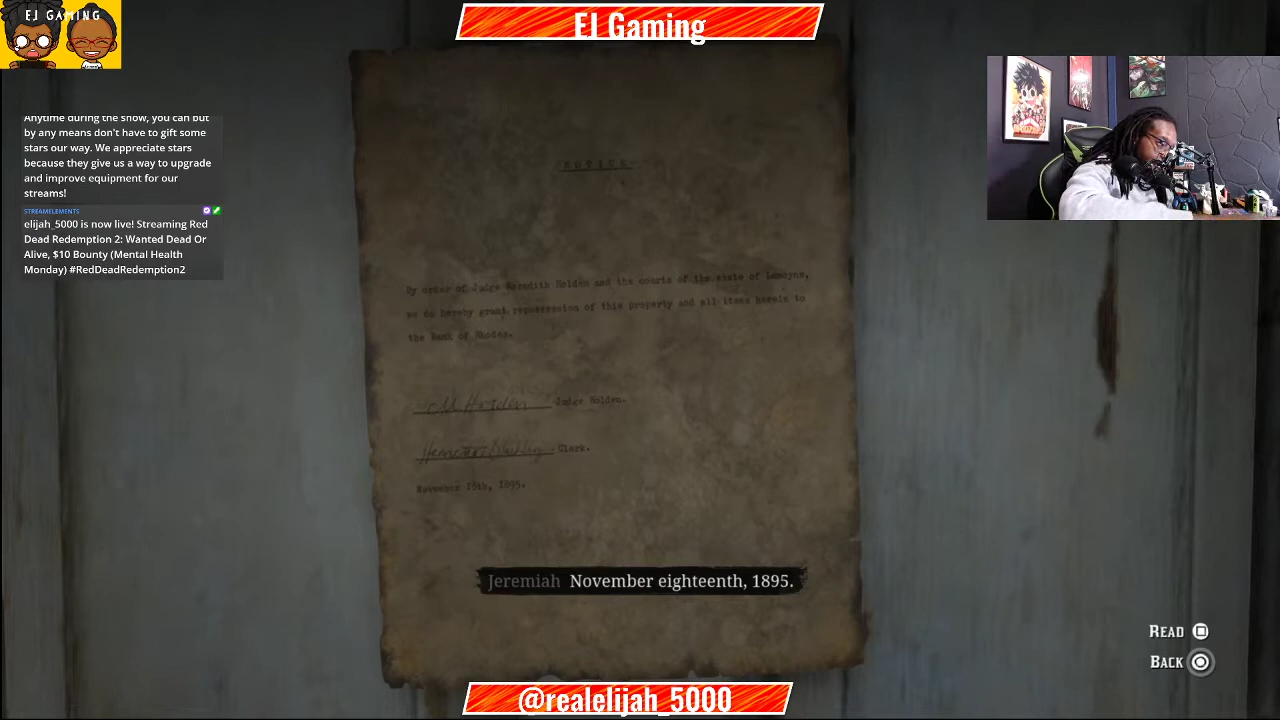 EJ GAMING
EJ Gaming
Anytime during the show, you can but
by any means don't have to gift some
stars our way. We appreciate stars
because they give us a way to upgrade
and improve equipment for our
streams!
STREAMELEMENTS
elijah_5000 is now live! Streaming Red
Dead Redemption 2: Wanted Dead Or
Alive, $10 Bounty (Mental Health
Monday) #RedDeadRedemption2
NOTICE
By order of Judge Meredith Holden and the courts of the state of Lemoyne,
we do hereby grant repossession of this property and all items herein to
the Bank of Rhodes.
M Holden Judge Holden.
Clerk.
November 18th, 1895.
Jeremiah November eighteenth, 1895.
READ
BACK
@realelijah_5000